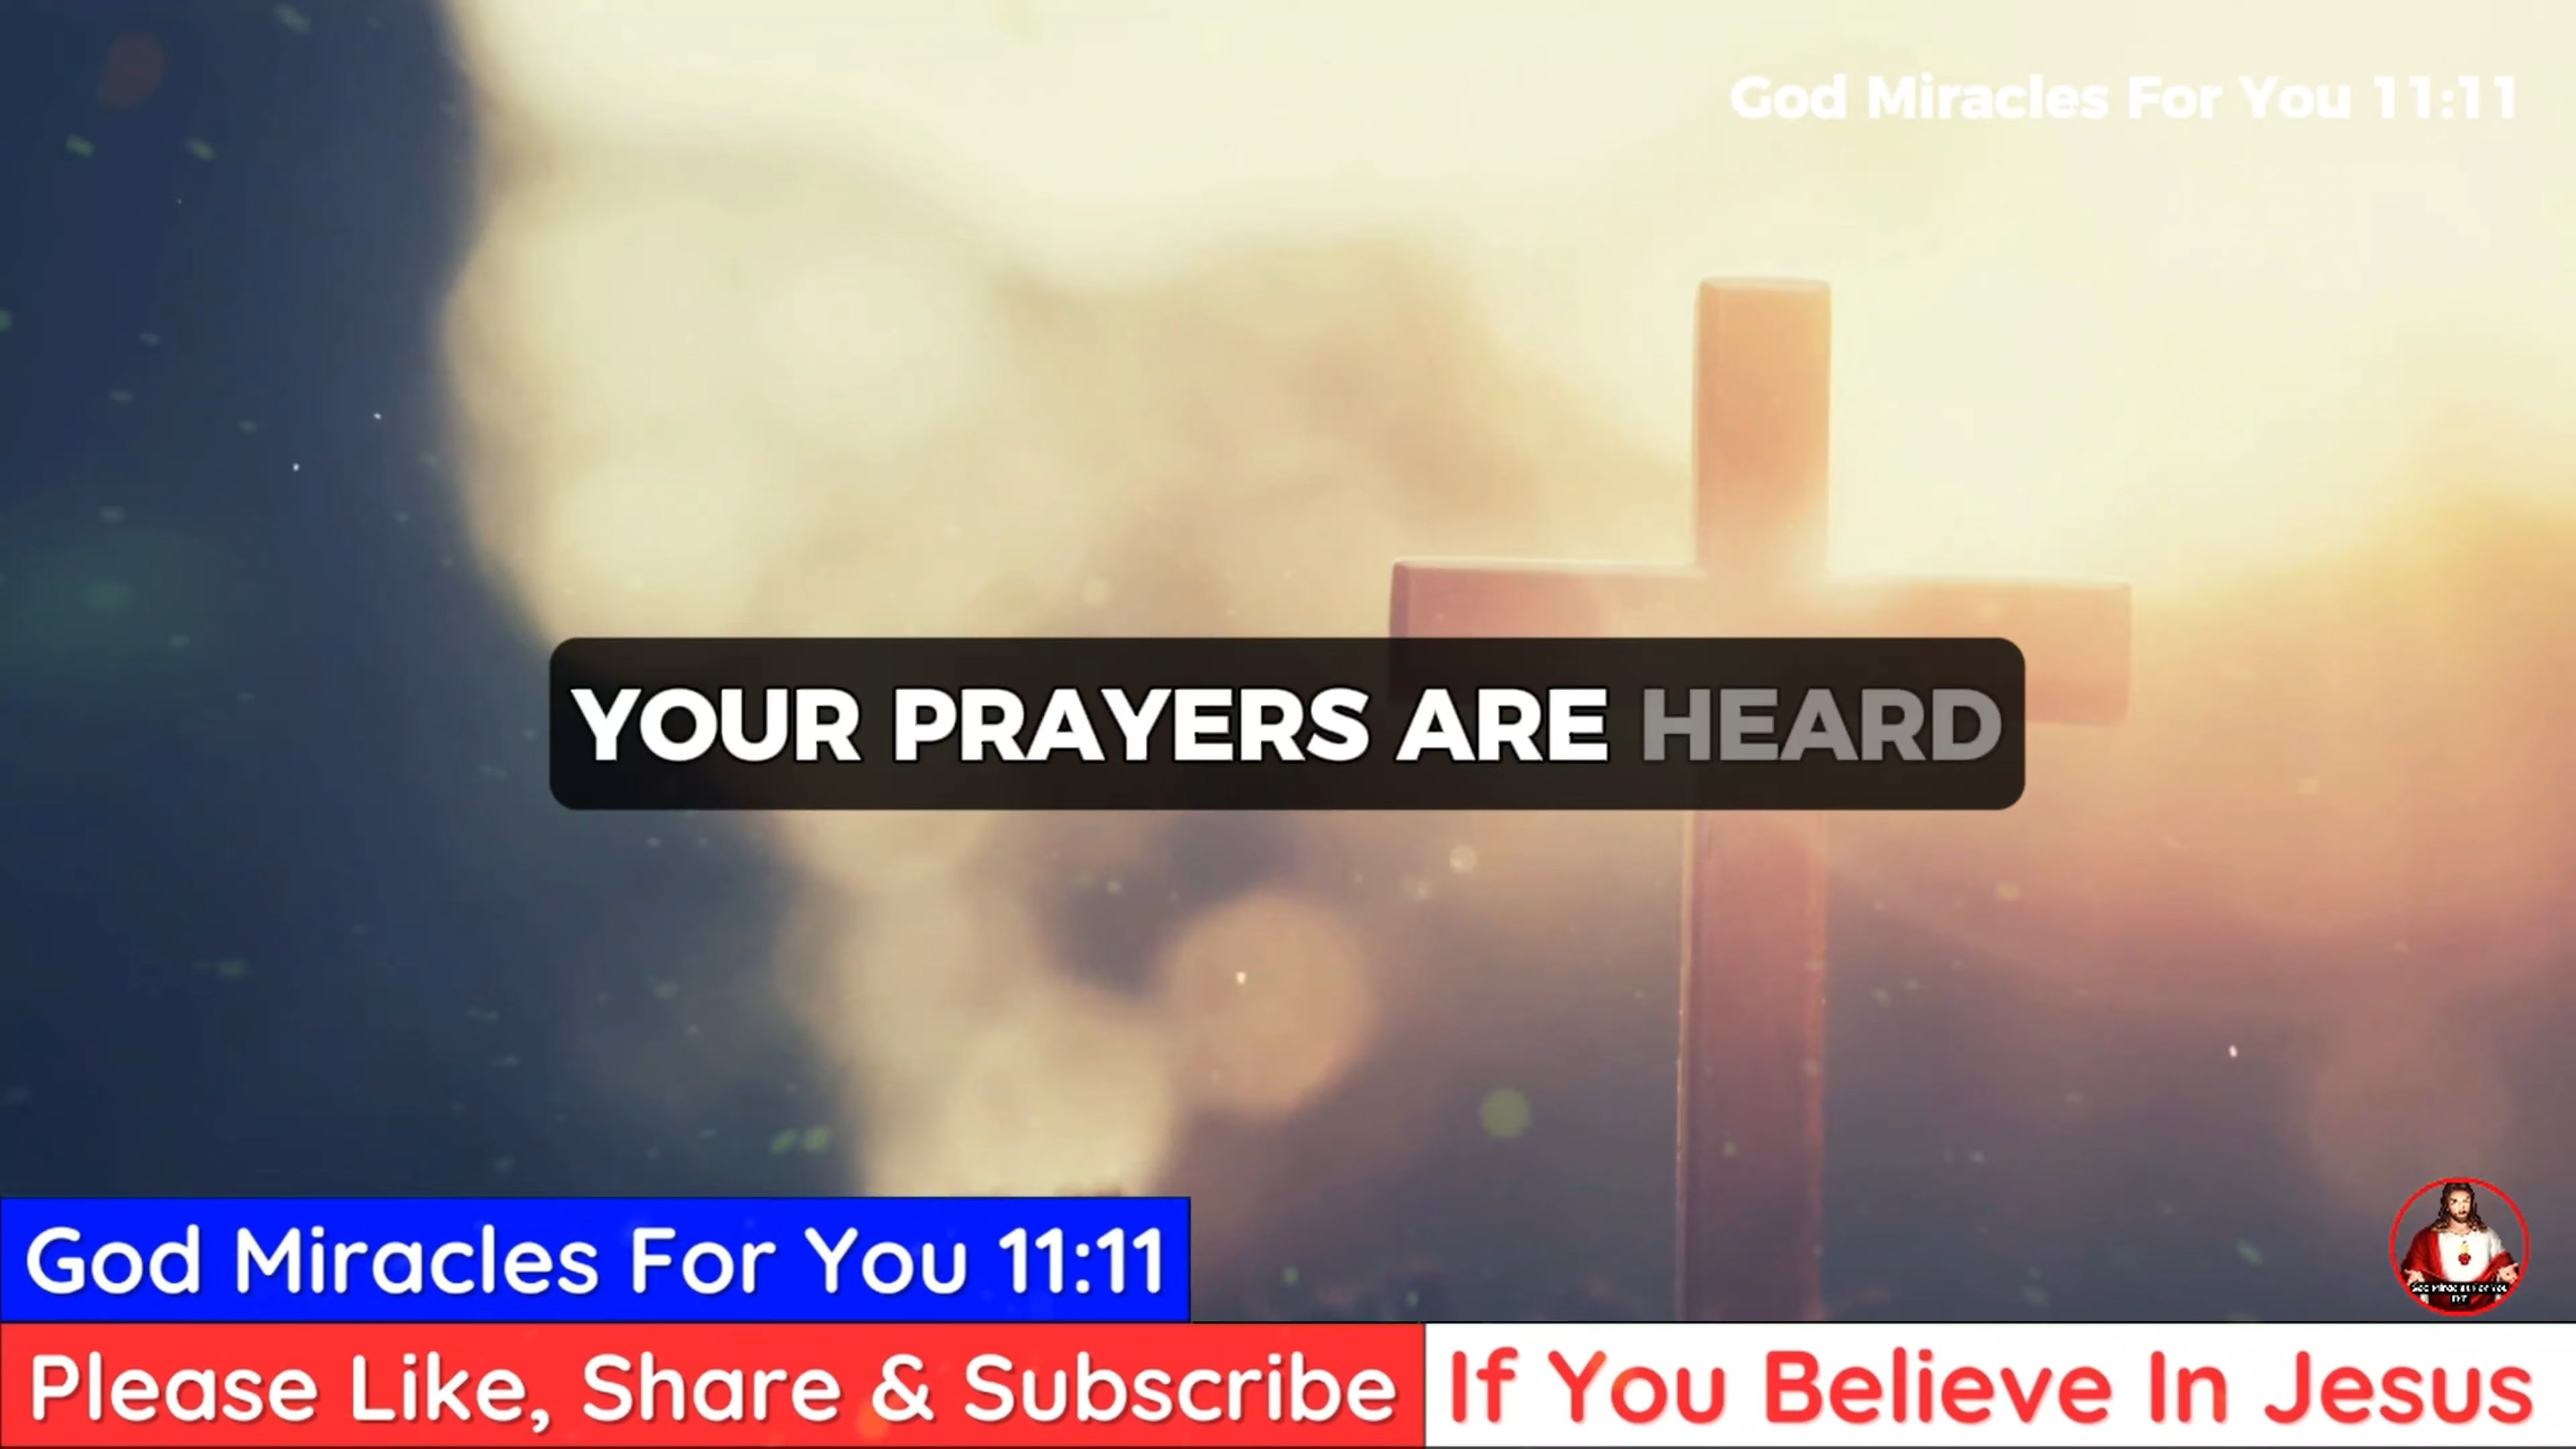 God Miracles For You 11:11
YOUR PRAYERS ARE HEARD
God Miracles For You 11:11
Please Like, Share & Subscribe
If You Believe In Jesus